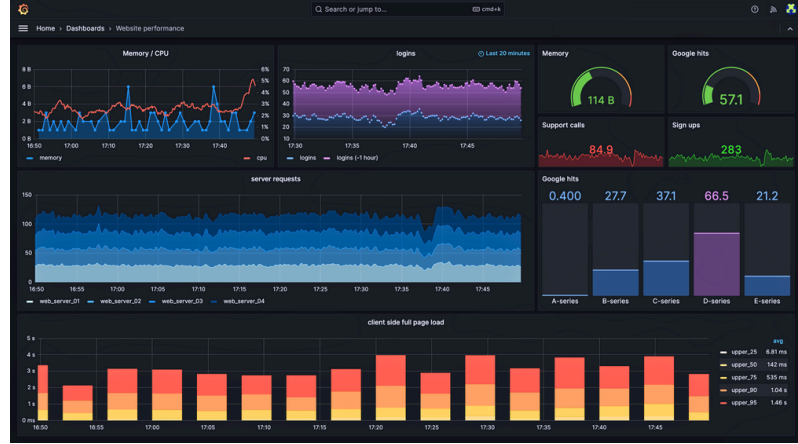 Search or jump to...
cmd+k
Home > Dashboards > Website performance
Memory / CPU
8 B
6 B
4 B
2 B
0 B
6%
5%
4%
3%
2%
1%
0%
16:50 17:00 17:10 17:20 17:30 17:40
memory
cpu
logins
Last 20 minutes
70
60
50
40
30
20
10
17:30 17:35 17:40 17:45
logins logins (-1 hour)
Memory
114 B
Google hits
57.1
Support calls
84.9
Sign ups
283
server requests
150
100
50
0
16:50 16:55 17:00 17:05 17:10 17:15 17:20 17:25 17:30 17:35 17:40 17:45
web_server_01 web_server_02 web_server_03 web_server_04
Google hits
0.400 27.7 37.1 66.5 21.2
A-series B-series C-series D-series E-series
client side full page load
5 s
4 s
3 s
2 s
1 s
0 ms
16:50 16:55 17:00 17:05 17:10 17:15 17:20 17:25 17:30 17:35 17:40 17:45
avg
upper_25 6.81 ms
upper_50 142 ms
upper_75 535 ms
upper_90 1.04 s
upper_95 1.46 s